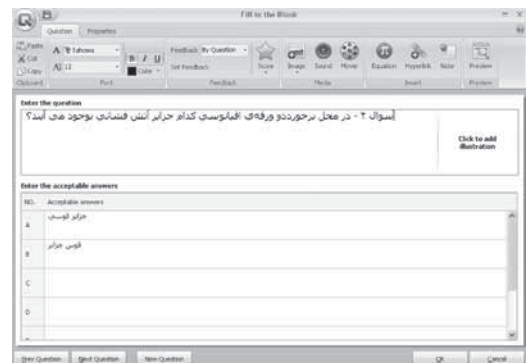 Fill in the Blank
Question Properties
Paste
Cut
Copy
Clipboard
Tahoma
12
B I U
Color
Font
Feedback By Question
Set Feedback
Feedback
Score
Image Sound Movie
Media
Equation Hyperlink Note
Insert
Preview
Preview
Enter the question
سوال ۲ - در محل برخورددو ورقه‌ی اقیانوسی کدام جزایر آتش فشانی بوجود می آیند؟
Click to add
illustration
Enter the acceptable answers
NO. Acceptable answers
A جزایر قوسی
B قوس جزایر
C
D
Prev Question Next Question New Question OK Cancel